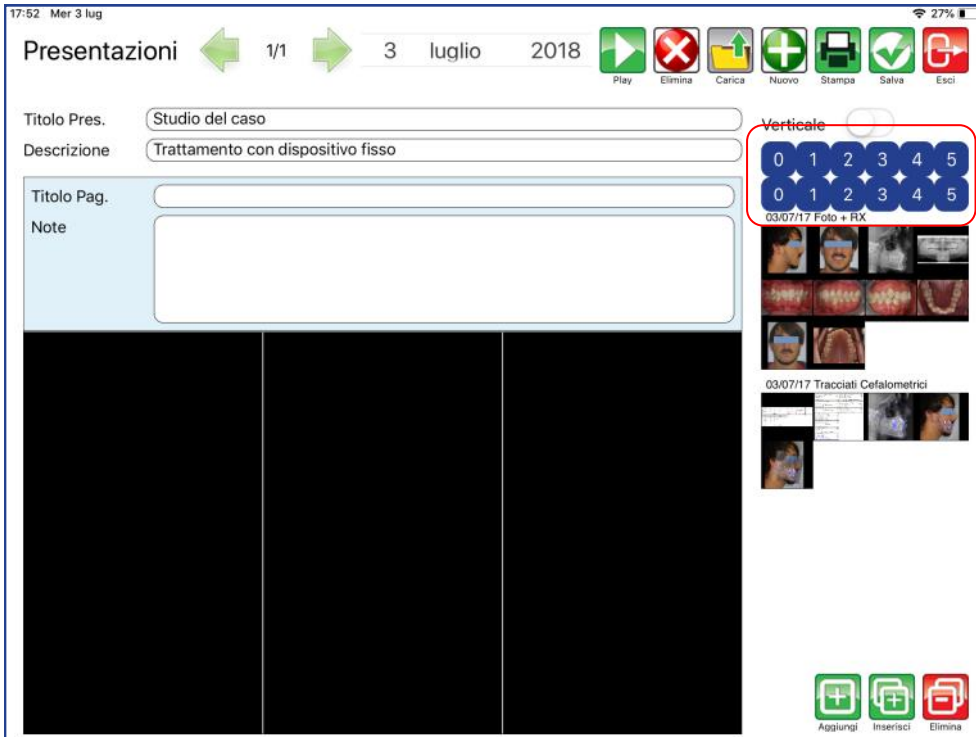 17:52 Mer 3 lug 27%
Presentazioni 1/1 3 luglio 2018
Play Elimina Carica Nuovo Stampa Salva Esci
Titolo Pres. Studio del caso
Verticale
Descrizione Trattamento con dispositivo fisso
0 1 2 3 4 5
0 1 2 3 4 5
Titolo Pag.
Note
03/07/17 Foto + RX
03/07/17 Tracciati Cefalometrici
Aggiungi Inserisci Elimina